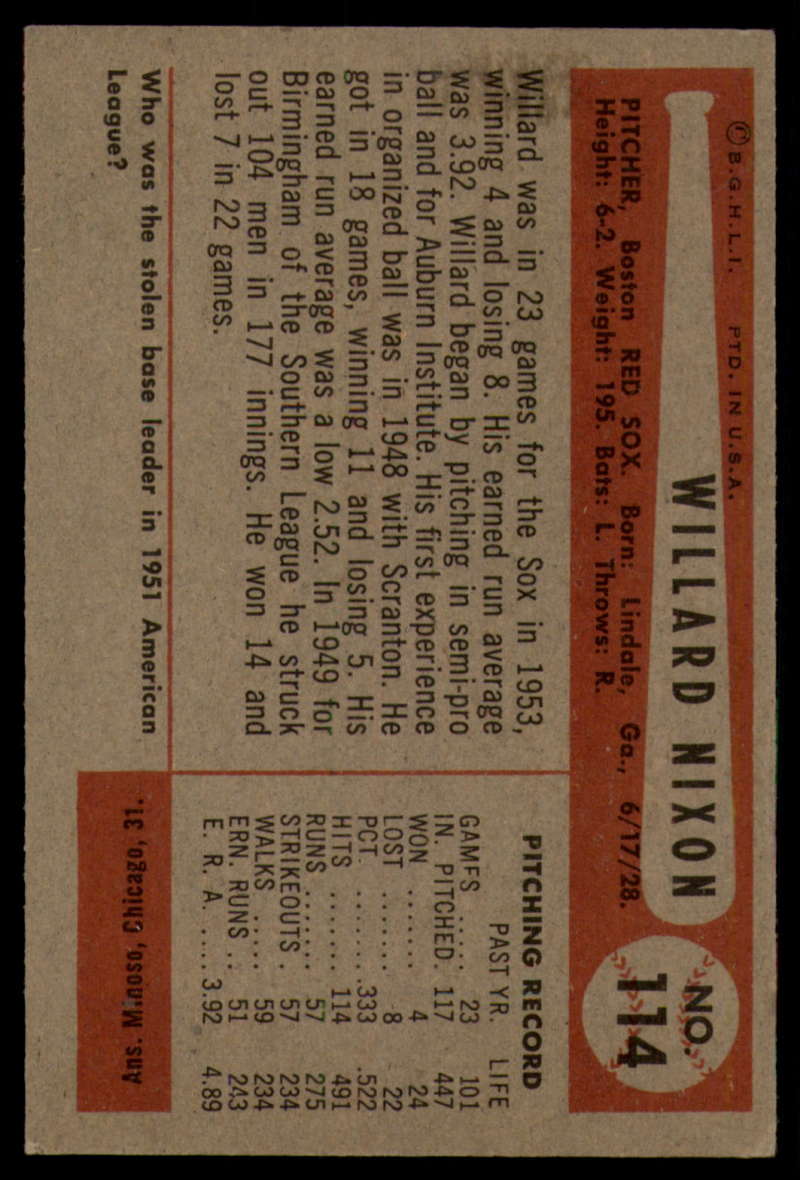 © B.G.H.L.I. PTD. IN U.S.A.
WILLARD NIXON
NO.
114
PITCHER, Boston RED SOX. Born: Lindale, Ga., 6/17/28.
Height: 6-2. Weight: 195. Bats: L. Throws: R.
Willard was in 23 games for the Sox in 1953,
winning 4 and losing 8. His earned run average
was 3.92. Willard began by pitching in semi-pro
ball and for Auburn Institute. His first experience
in organized ball was in 1948 with Scranton. He
got in 18 games, winning 11 and losing 5. His
earned run average was a low 2.52. In 1949 for
Birmingham of the Southern League he struck
out 104 men in 177 innings. He won 14 and
lost 7 in 22 games.
PITCHING RECORD
PAST YR. LIFE
GAMES ..... 23 101
IN. PITCHED. 117 447
WON ....... 4 24
LOST ....... 8 22
PCT. ....... .333 .522
HITS ....... 114 491
RUNS ....... 57 275
STRIKEOUTS . 57 234
WALKS ..... 59 234
ERN. RUNS .. 51 243
E. R. A. .... 3.92 4.89
Who was the stolen base leader in 1951 American
League?
Ans. Minoso, Chicago, 31.